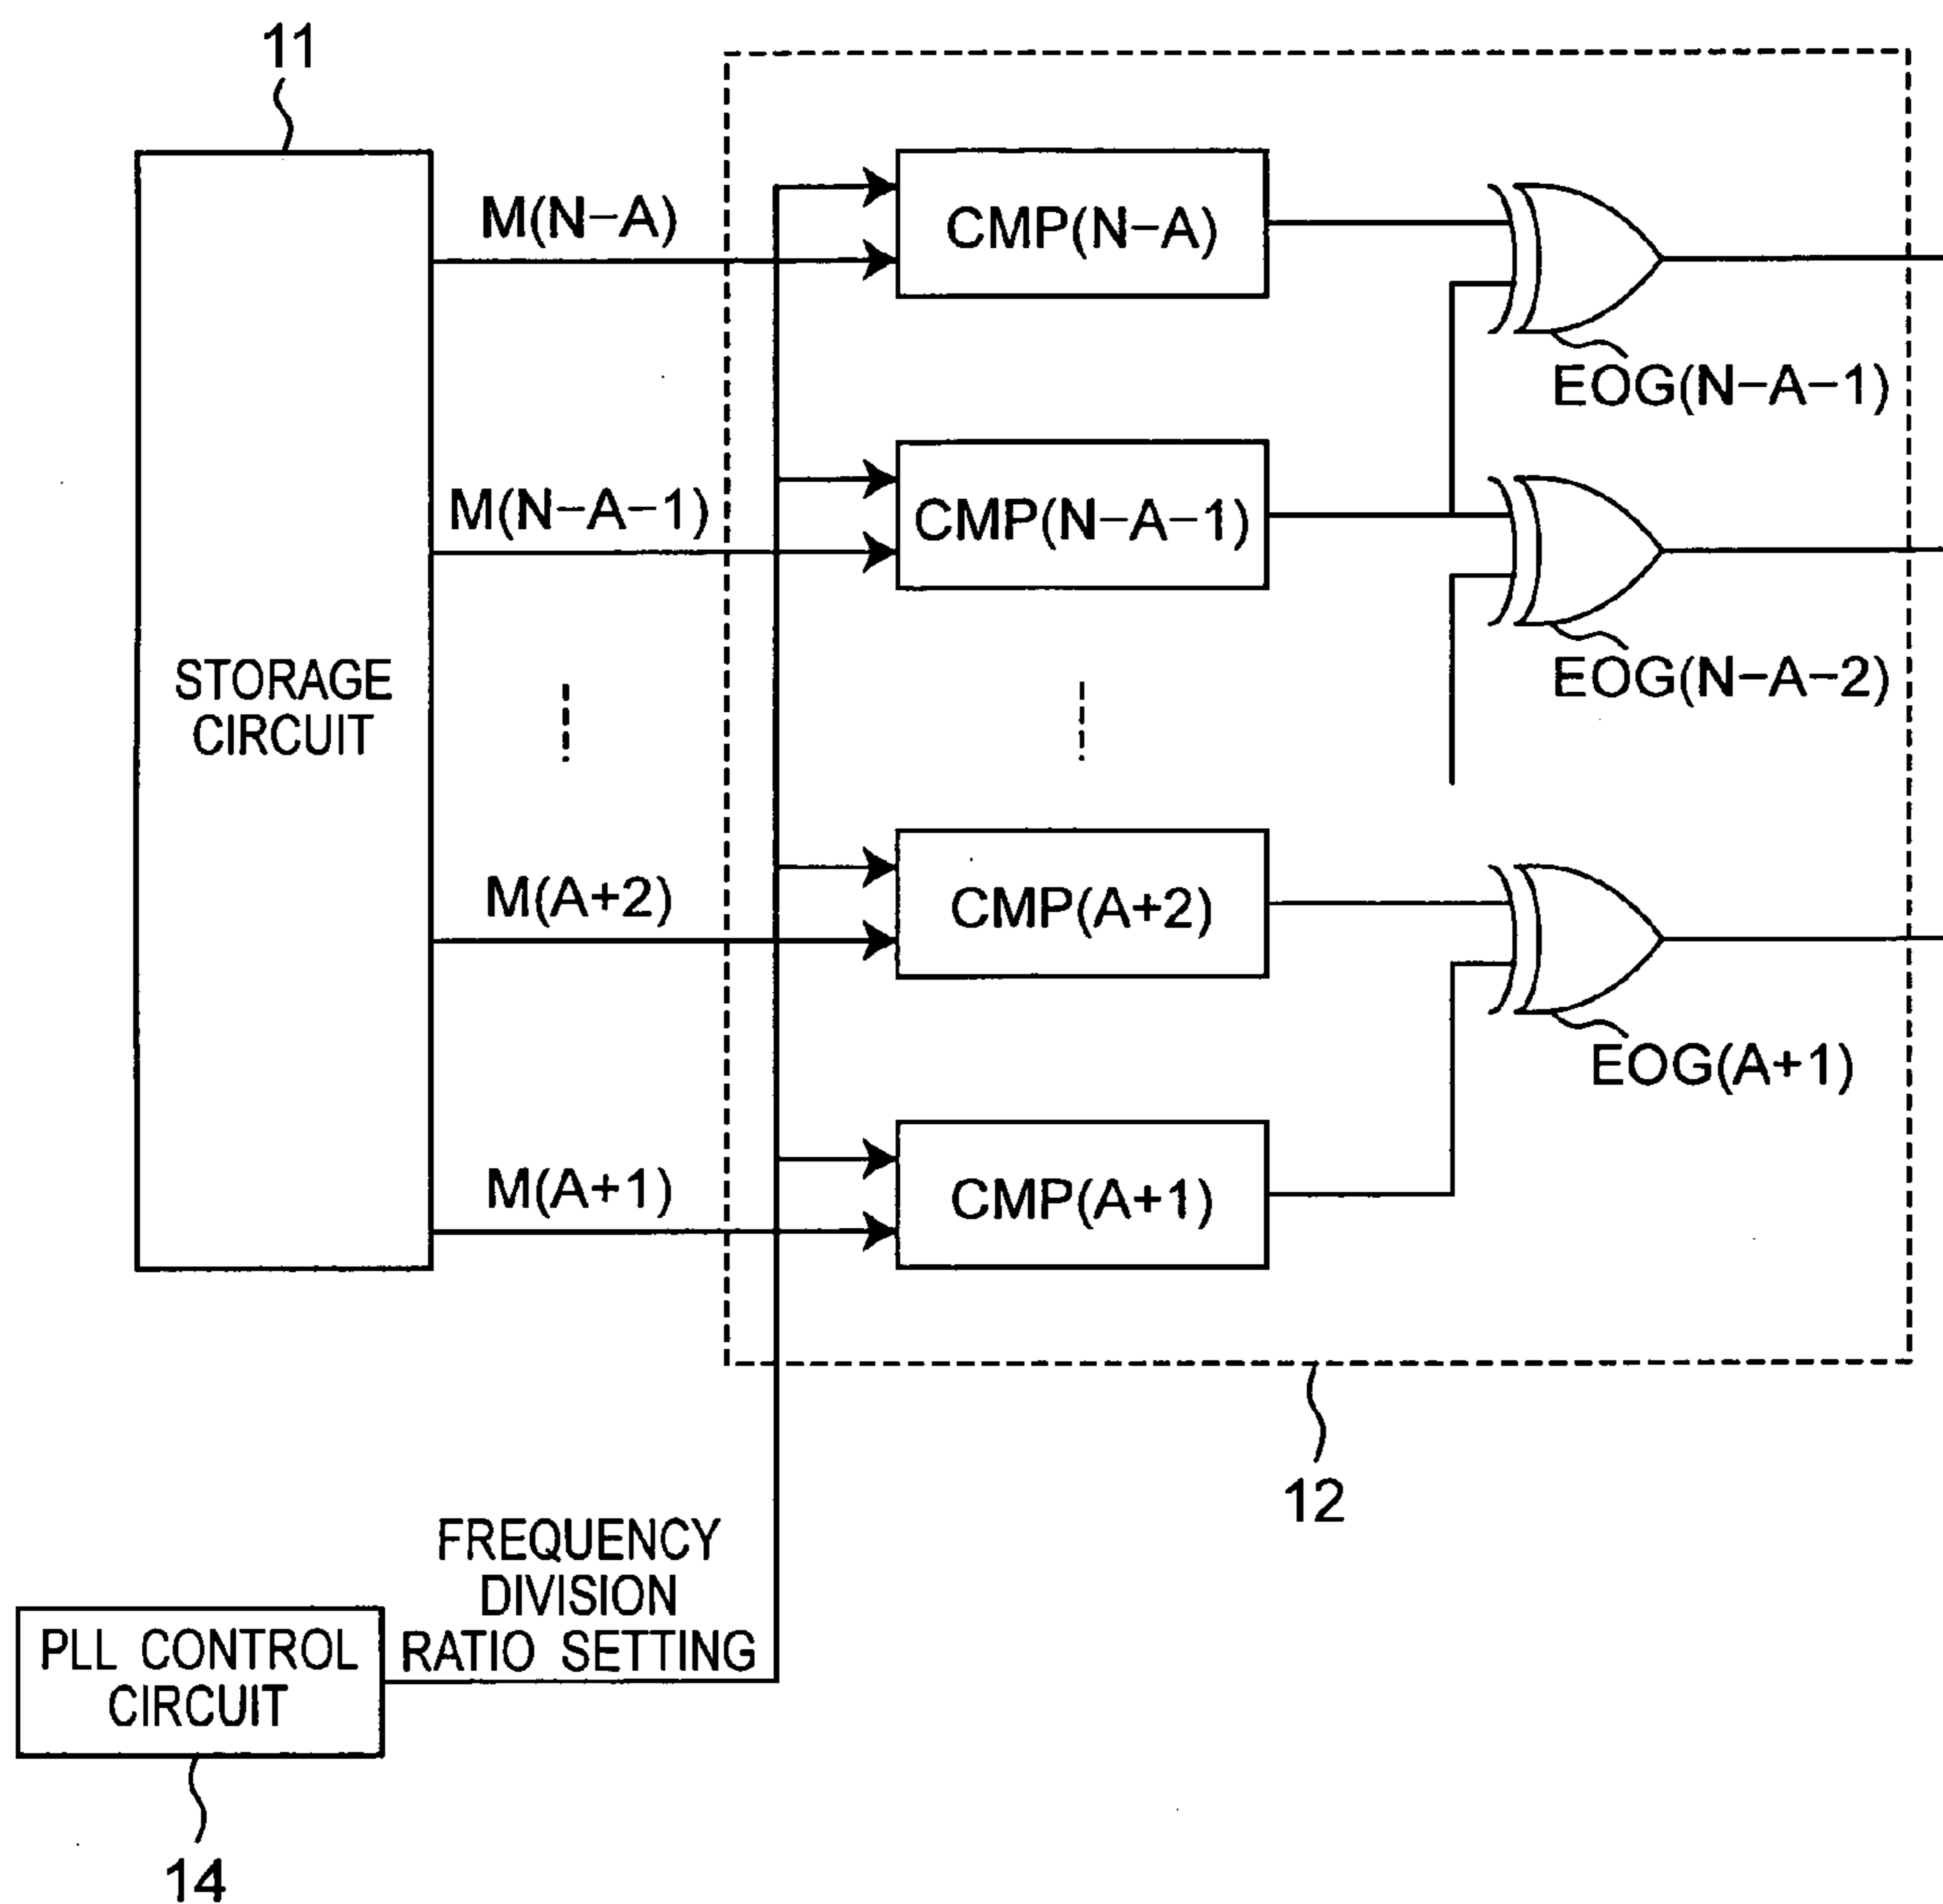 11
M(N−A)
CMP(N−A)
EOG(N−A−1)
M(N−A−1)
CMP(N−A−1)
EOG(N−A−2)
STORAGE
CIRCUIT
M(A+2)
CMP(A+2)
EOG(A+1)
M(A+1)
CMP(A+1)
12
FREQUENCY
DIVISION
RATIO SETTING
PLL CONTROL
CIRCUIT
14